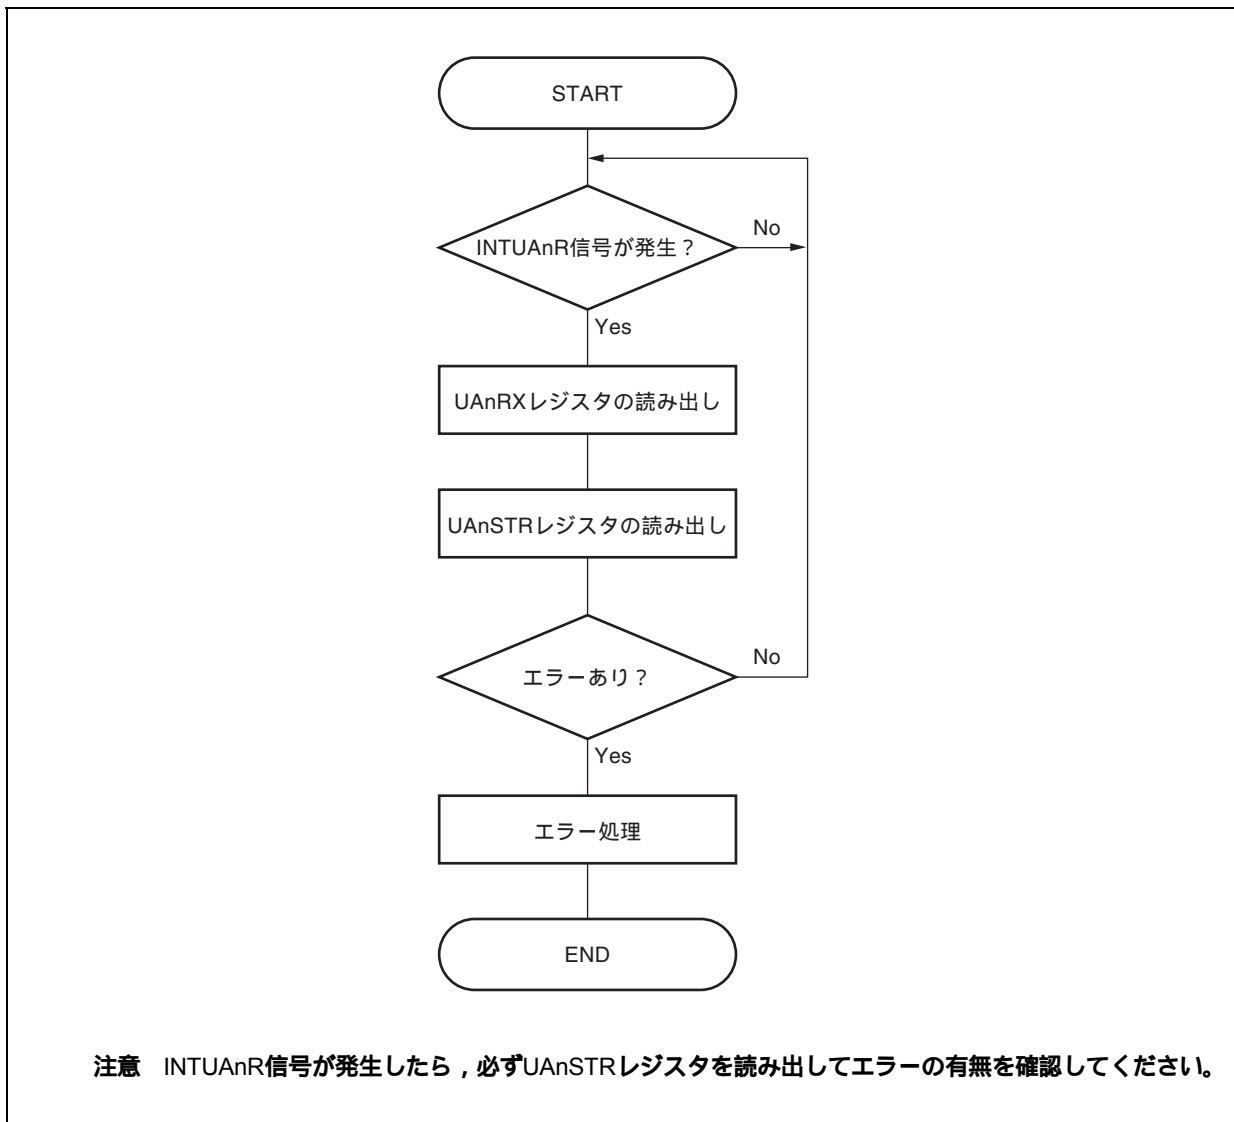 START
INTUAnR信号が発生？
No
Yes
UAnRXレジスタの読み出し
UAnSTRレジスタの読み出し
エラーあり？
No
Yes
エラー処理
END
注意　INTUAnR信号が発生したら，必ずUAnSTRレジスタを読み出してエラーの有無を確認してください。